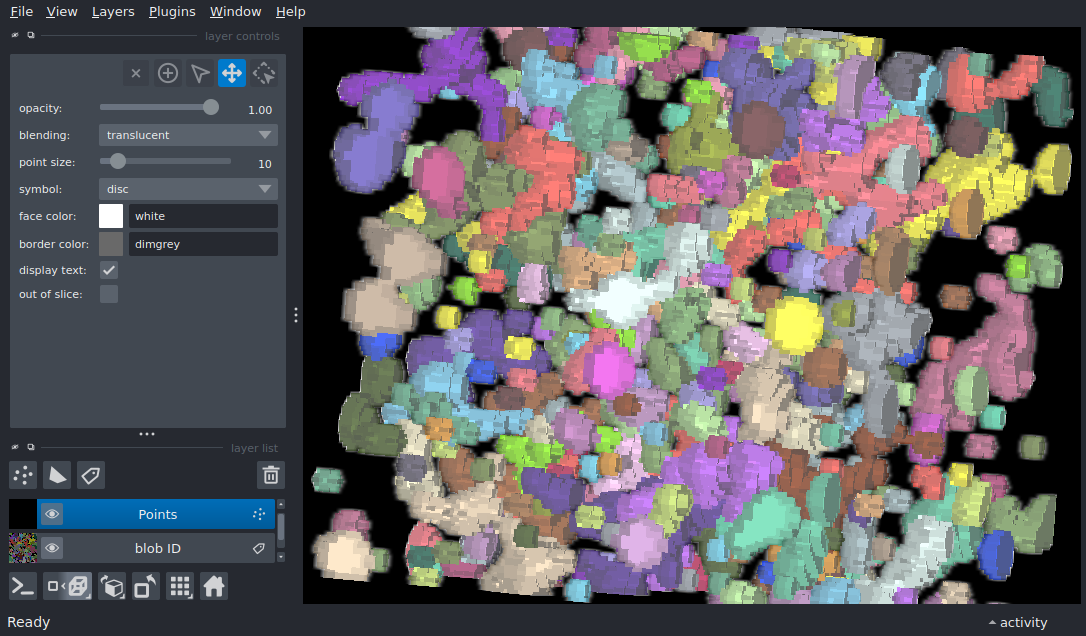 File View Layers Plugins Window Help
layer controls
opacity: 1.00
blending: translucent
point size: 10
symbol: disc
face color: white
border color: dimgrey
display text:
out of slice:
layer list
Points
blob ID
Ready
activity